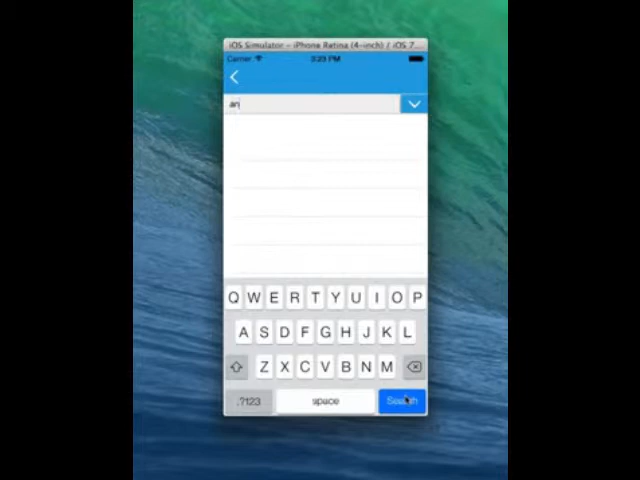 iOS Simulator - iPhone Retina (4-inch) / iOS 7...
Carrier 3:23 PM
an
Q W E R T Y U I O P
A S D F G H J K L
Z X C V B N M
.?123 space Search